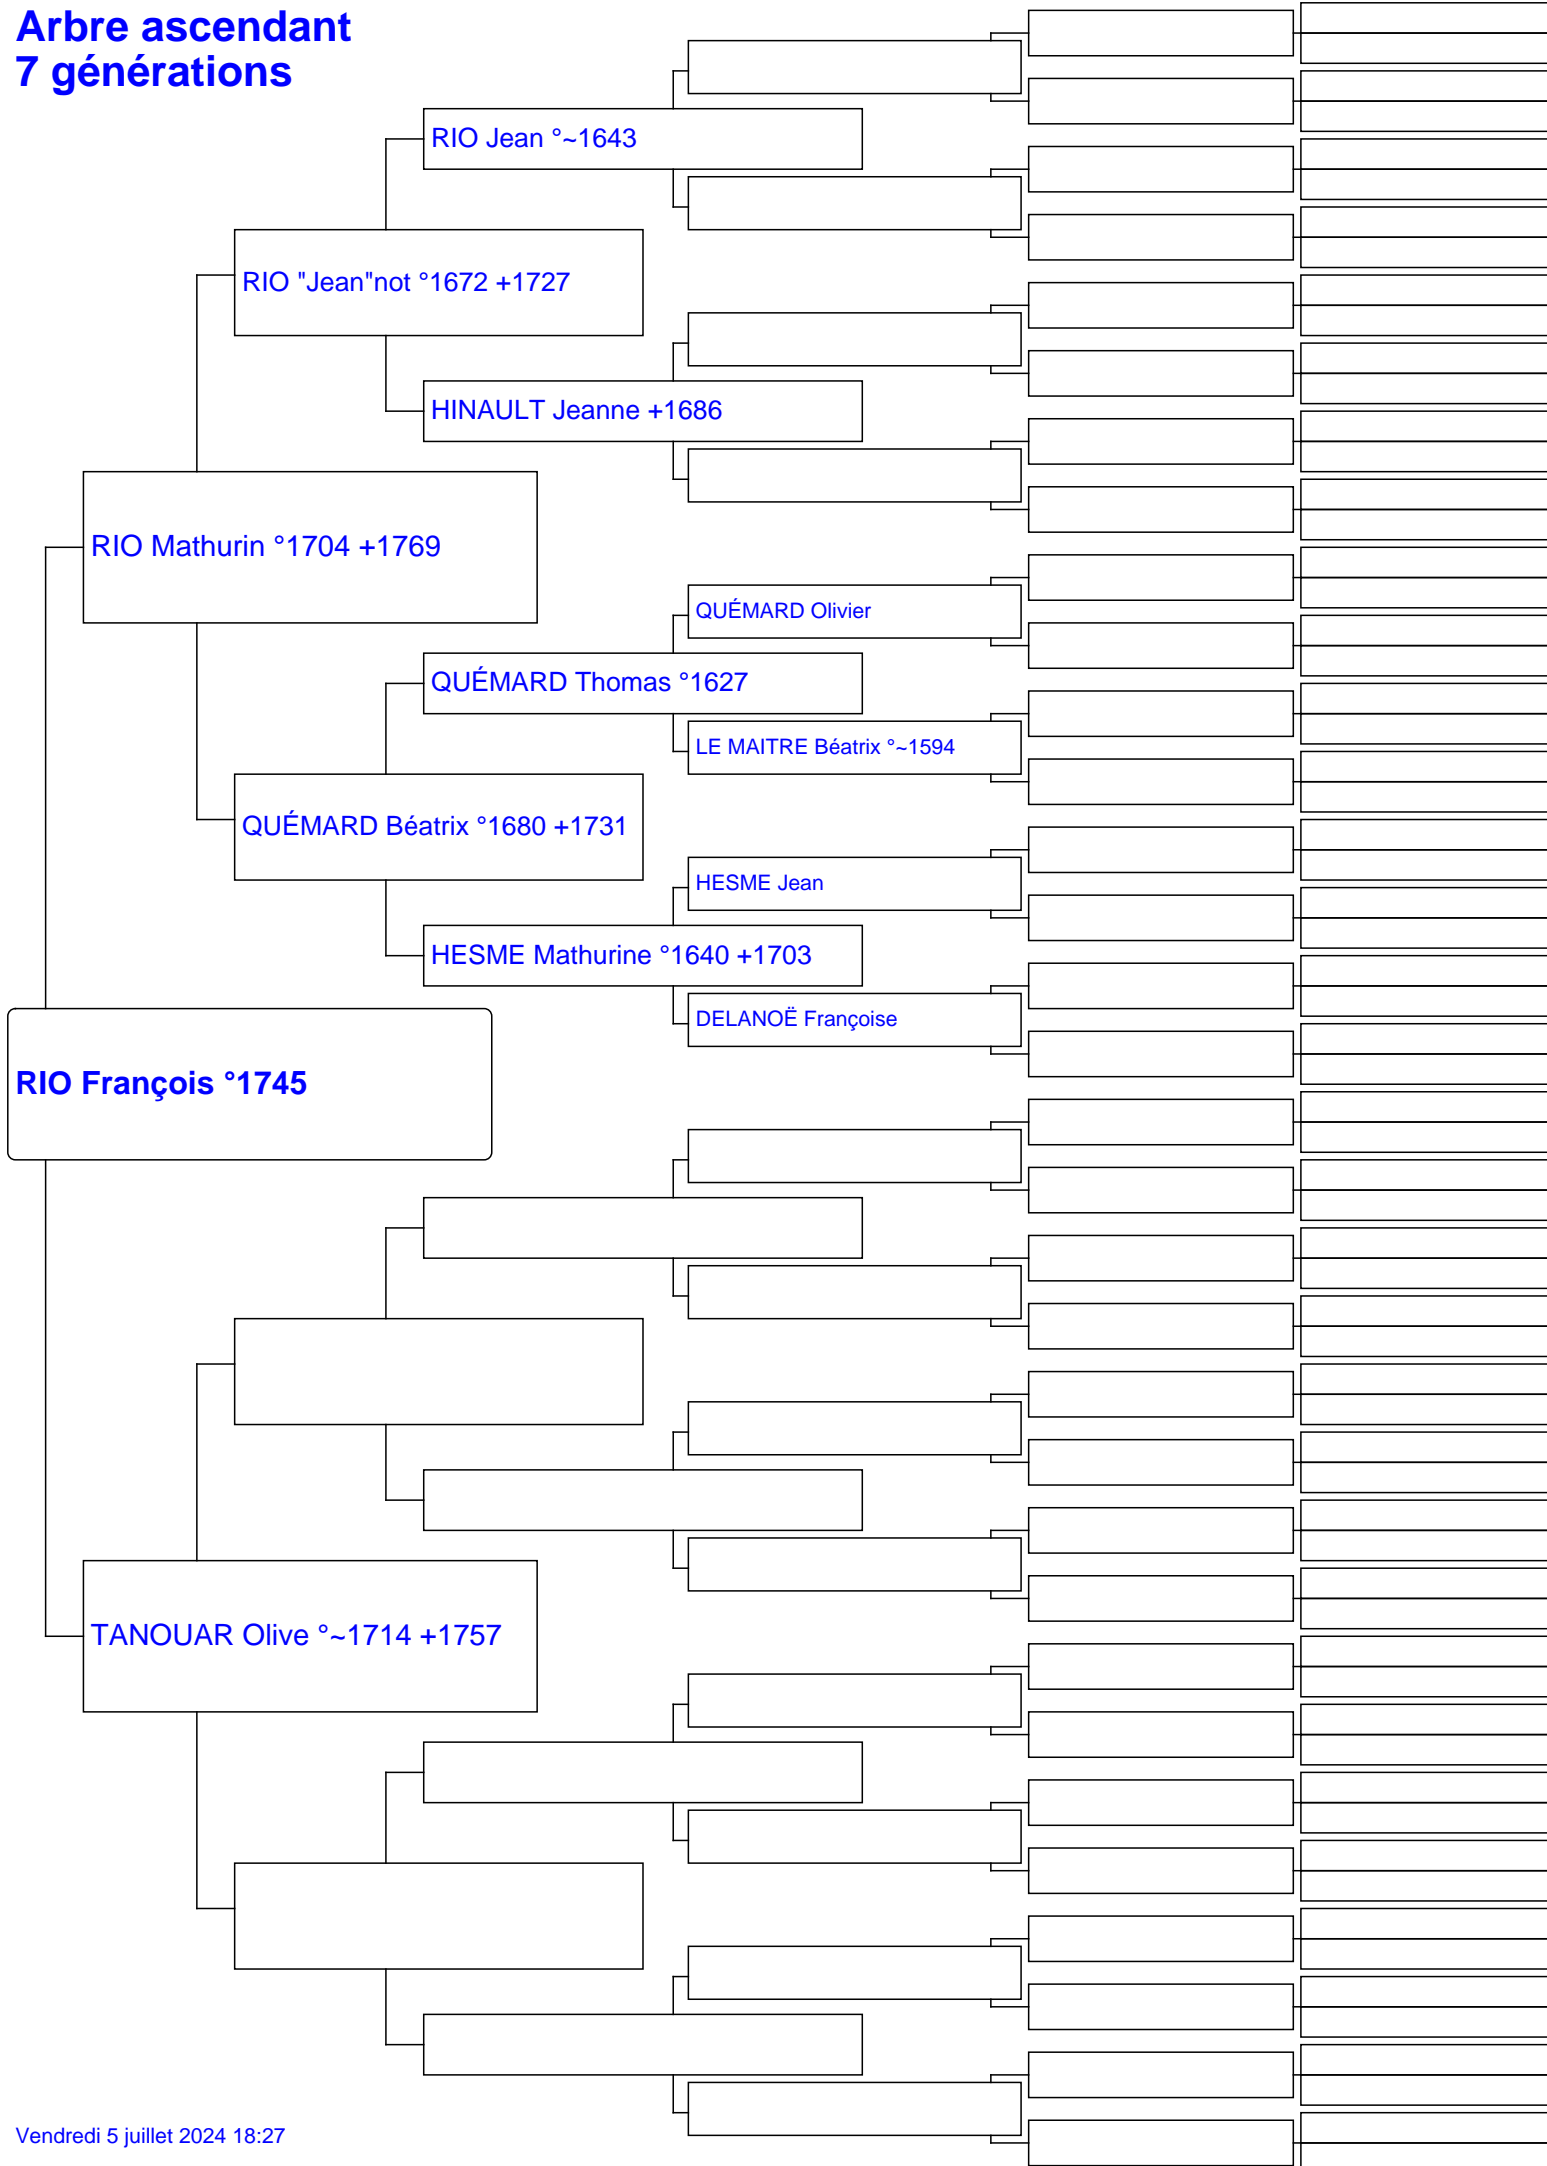 Arbre ascendant
7 générations
RIO Jean °~1643
RIO "Jean"not °1672 +1727
HINAULT Jeanne +1686
RIO Mathurin °1704 +1769
QUÉMARD Olivier
QUÉMARD Thomas °1627
LE MAITRE Béatrix °~1594
QUÉMARD Béatrix °1680 +1731
HESME Jean
HESME Mathurine °1640 +1703
DELANOË Françoise
RIO François °1745
TANOUAR Olive °~1714 +1757
Vendredi 5 juillet 2024 18:27